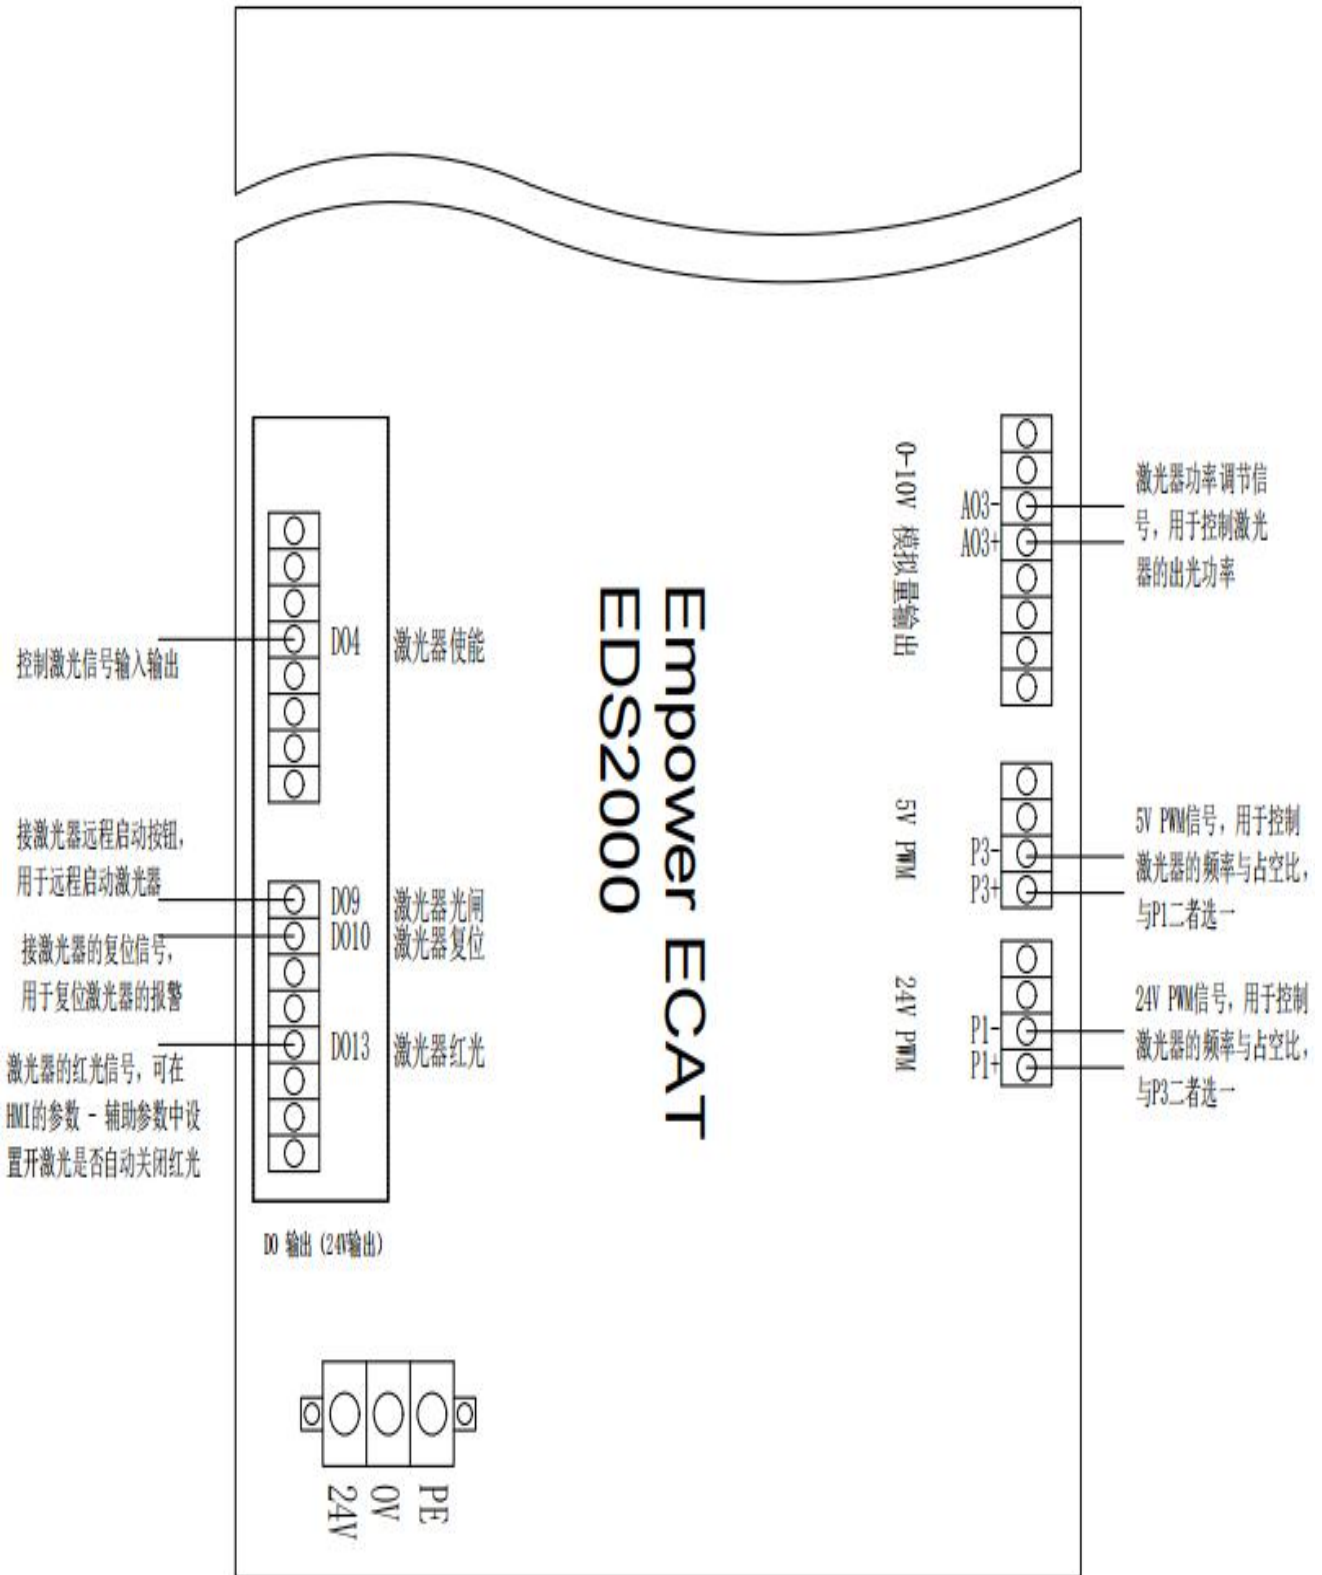 0-10V 模拟量输出
AO3-
AO3+
激光器功率调节信
号，用于控制激光
器的出光功率
控制激光信号输入输出
DO4
激光器使能
Empower ECAT
EDS2000
5V PWM
P3-
P3+
5V PWM信号，用于控制
激光器的频率与占空比，
与P1二者选一
接激光器远程启动按钮，
用于远程启动激光器
DO9
激光器光闸
DO10
激光器复位
接激光器的复位信号，
用于复位激光器的报警
24V PWM
P1-
P1+
24V PWM信号，用于控制
激光器的频率与占空比，
与P3二者选一
DO13
激光器红光
激光器的红光信号，可在
HMI的参数 - 辅助参数中设
置开激光是否自动关闭红光
DO 输出（24V输出）
24V
0V
PE